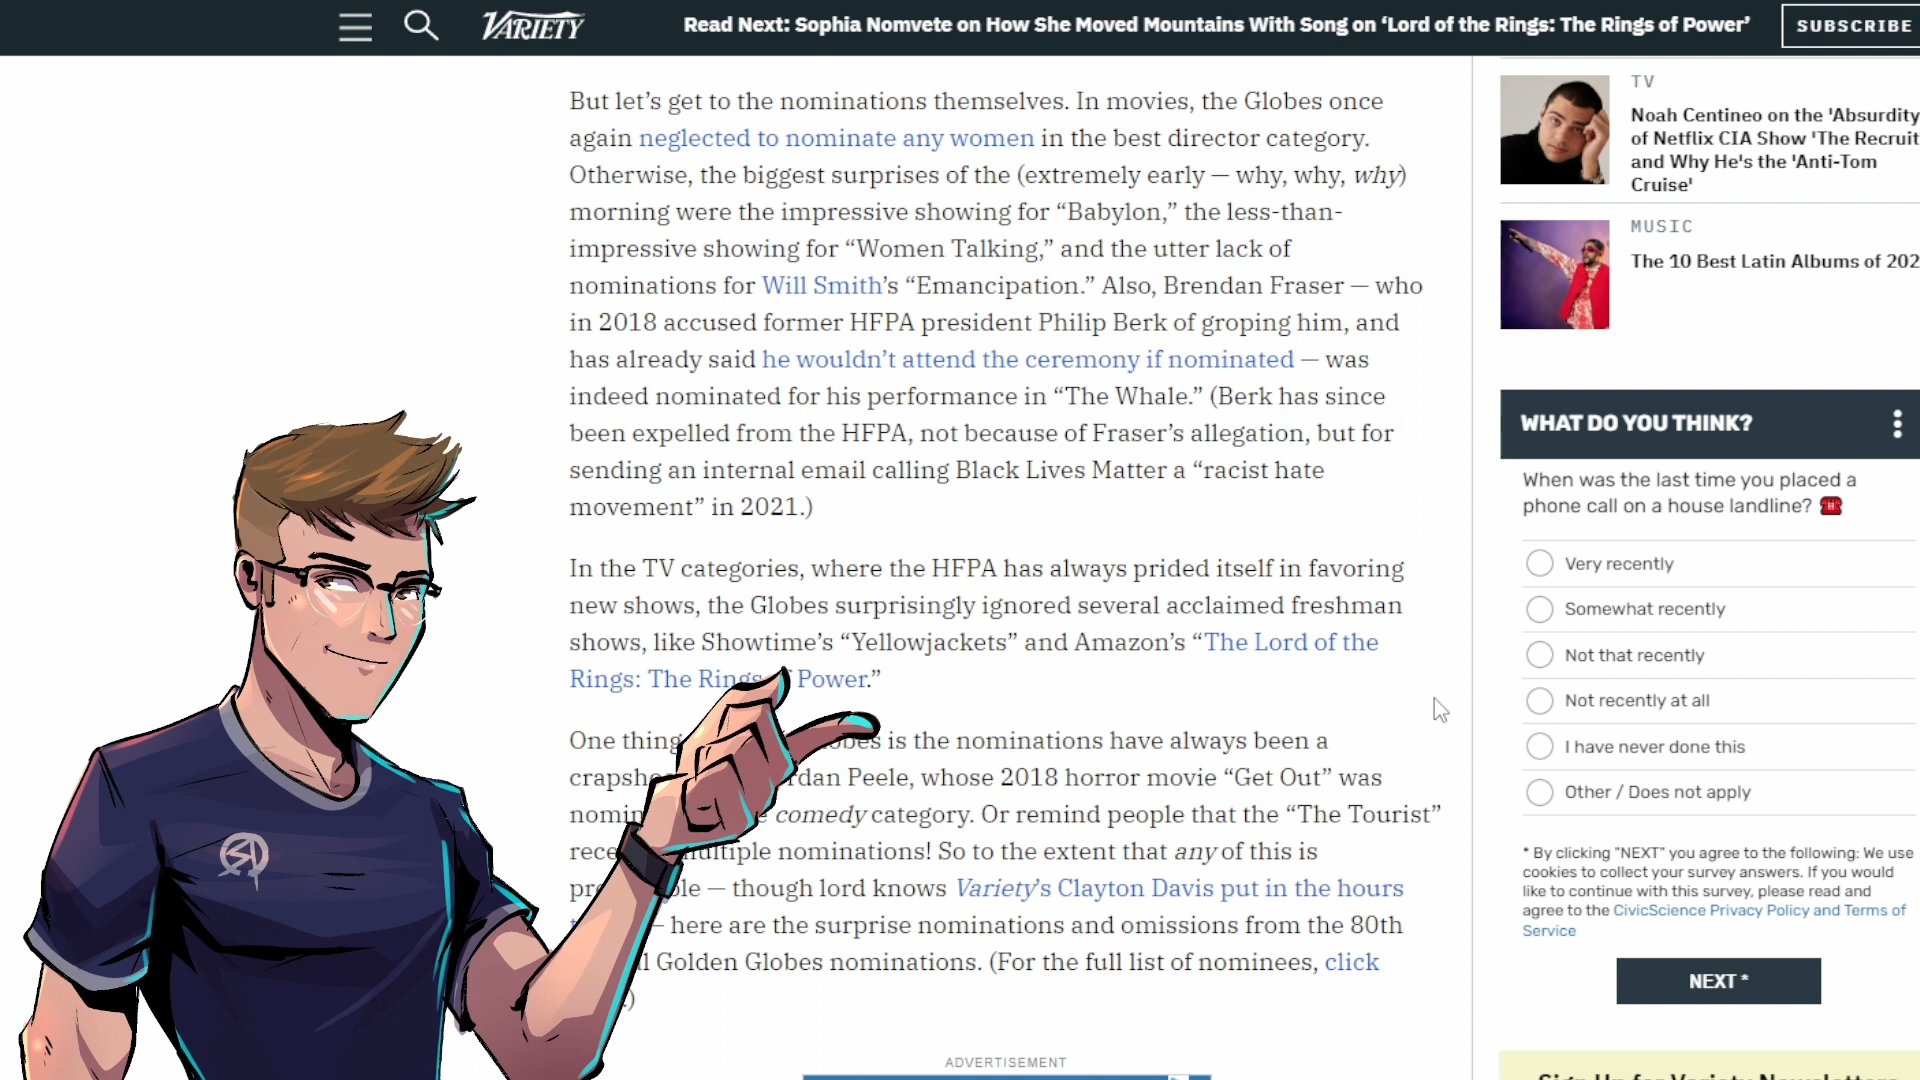 VARIETY
Read Next: Sophia Nomvete on How She Moved Mountains With Song on ‘Lord of the Rings: The Rings of Power’
SUBSCRIBE
But let’s get to the nominations themselves. In movies, the Globes once
again neglected to nominate any women in the best director category.
Otherwise, the biggest surprises of the (extremely early — why, why, why)
morning were the impressive showing for “Babylon,” the less-than-
impressive showing for “Women Talking,” and the utter lack of
nominations for Will Smith’s “Emancipation.” Also, Brendan Fraser — who
in 2018 accused former HFPA president Philip Berk of groping him, and
has already said he wouldn’t attend the ceremony if nominated — was
indeed nominated for his performance in “The Whale.” (Berk has since
been expelled from the HFPA, not because of Fraser’s allegation, but for
sending an internal email calling Black Lives Matter a “racist hate
movement” in 2021.)
In the TV categories, where the HFPA has always prided itself in favoring
new shows, the Globes surprisingly ignored several acclaimed freshman
shows, like Showtime’s “Yellowjackets” and Amazon’s “The Lord of the
Rings: The Rings of Power.”
One thing is the nominations have always been a
Peele, whose 2018 horror movie “Get Out” was
comedy category. Or remind people that the “The Tourist”
multiple nominations! So to the extent that any of this is
— though lord knows Variety’s Clayton Davis put in the hours
— here are the surprise nominations and omissions from the 80th
Golden Globes nominations. (For the full list of nominees, click
.)
ADVERTISEMENT
TV
Noah Centineo on the 'Absurdity
of Netflix CIA Show 'The Recruit
and Why He's the 'Anti-Tom
Cruise'
MUSIC
The 10 Best Latin Albums of 202
WHAT DO YOU THINK?
When was the last time you placed a
phone call on a house landline? ☎️
Very recently
Somewhat recently
Not that recently
Not recently at all
I have never done this
Other / Does not apply
* By clicking "NEXT" you agree to the following: We use
cookies to collect your survey answers. If you would
like to continue with this survey, please read and
agree to the CivicScience Privacy Policy and Terms of
Service
NEXT *
Sign Up for Variety Newsletters